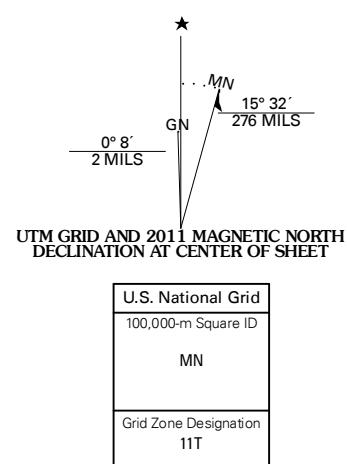 MN
15° 32´
276 MILS
GN
0° 8´
2 MILS
UTM GRID AND 2011 MAGNETIC NORTH
DECLINATION AT CENTER OF SHEET
U.S. National Grid
100,000-m Square ID
MN
Grid Zone Designation
11T